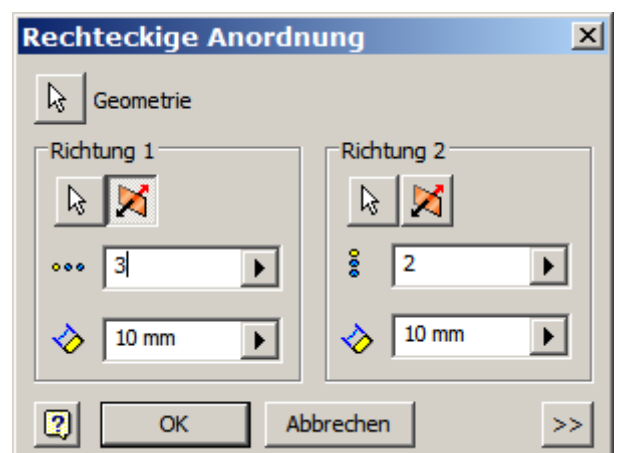 Rechteckige Anordnung
Geometrie
Richtung 1 Richtung 2
3 2
10 mm 10 mm
OK Abbrechen >>